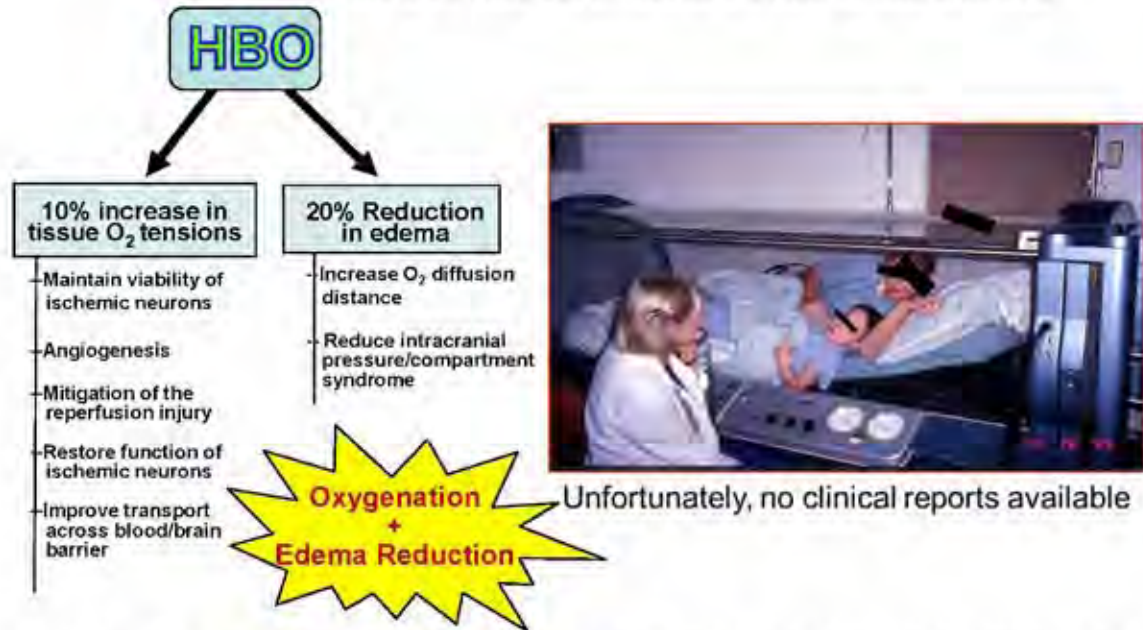 HBO
10% increase in
tissue O₂ tensions
Maintain viability of
ischemic neurons
Angiogenesis
Mitigation of the
reperfusion injury
Restore function of
ischemic neurons
Improve transport
across blood/brain
barrier
20% Reduction
in edema
Increase O₂ diffusion
distance
Reduce intracranial
pressure/compartment
syndrome
Oxygenation
+
Edema Reduction
Unfortunately, no clinical reports available